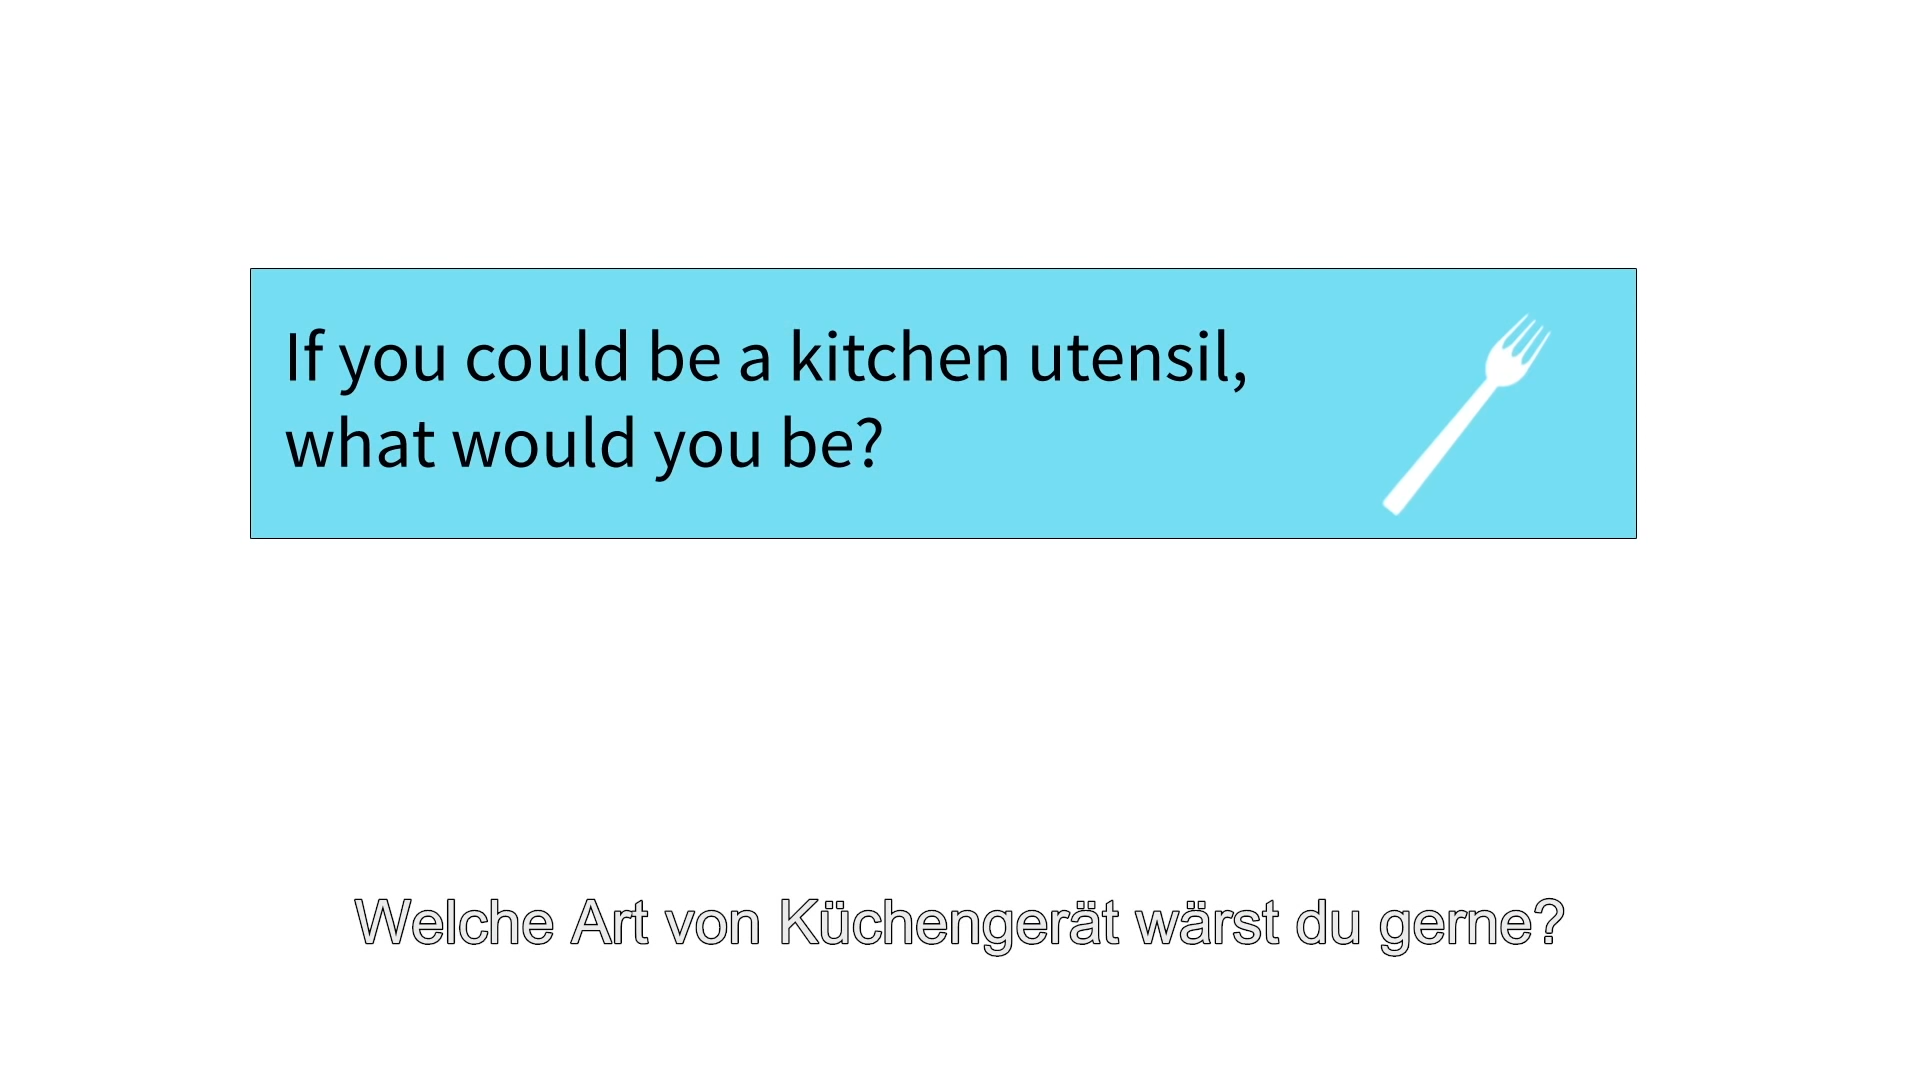 If you could be a kitchen utensil,
what would you be?
Welche Art von Küchengerät wärst du gerne?